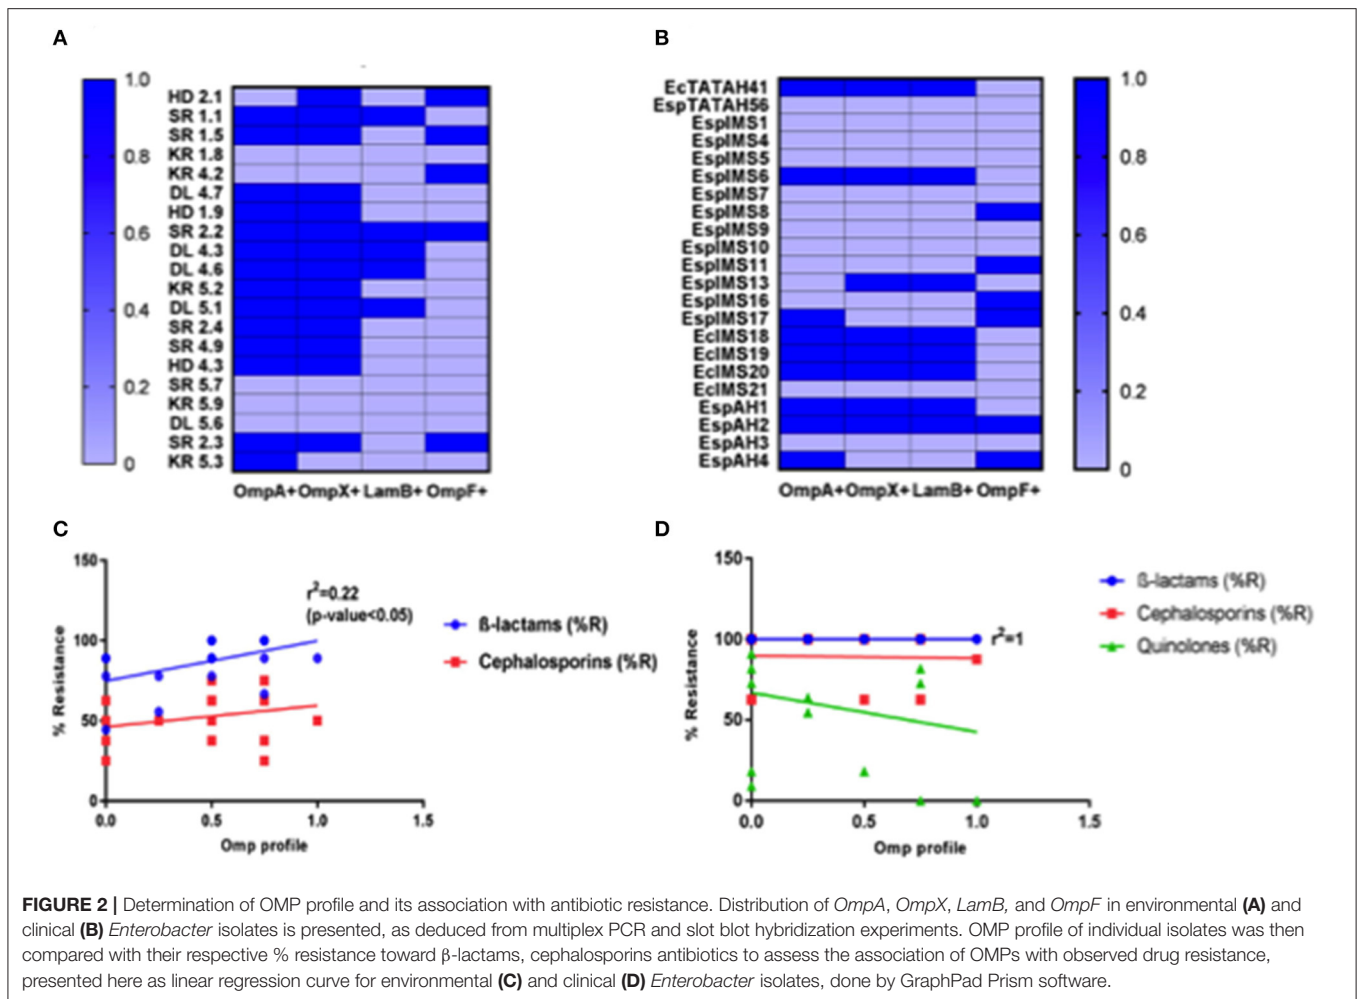 A
1.0
0.8
0.6
0.4
0.2
0
HD 2.1
SR 1.1
SR 1.5
KR 1.8
KR 4.2
DL 4.7
HD 1.9
SR 2.2
DL 4.3
DL 4.6
KR 5.2
DL 5.1
SR 2.4
SR 4.9
HD 4.3
SR 5.7
KR 5.9
DL 5.6
SR 2.3
KR 5.3
OmpA+ OmpX+ LamB+ OmpF+
B
EcTATAH41
EspTATAH56
EspIMS1
EspIMS4
EspIMS5
EspIMS6
EspIMS7
EspIMS8
EspIMS9
EspIMS10
EspIMS11
EspIMS13
EspIMS16
EspIMS17
EclMS18
EclMS19
EclMS20
EclMS21
EspAH1
EspAH2
EspAH3
EspAH4
OmpA+ OmpX+ LamB+ OmpF+
1.0
0.8
0.6
0.4
0.2
0
C
150
100
50
0
% Resistance
0.0 0.5 1.0 1.5
Omp profile
r²=0.22
(p-value<0.05)
ß-lactams (%R)
Cephalosporins (%R)
D
150
100
50
0
% Resistance
0.0 0.5 1.0 1.5
Omp profile
r²=1
ß-lactams (%R)
Cephalosporins (%R)
Quinolones (%R)
FIGURE 2 | Determination of OMP profile and its association with antibiotic resistance. Distribution of OmpA, OmpX, LamB, and OmpF in environmental (A) and
clinical (B) Enterobacter isolates is presented, as deduced from multiplex PCR and slot blot hybridization experiments. OMP profile of individual isolates was then
compared with their respective % resistance toward β-lactams, cephalosporins antibiotics to assess the association of OMPs with observed drug resistance,
presented here as linear regression curve for environmental (C) and clinical (D) Enterobacter isolates, done by GraphPad Prism software.